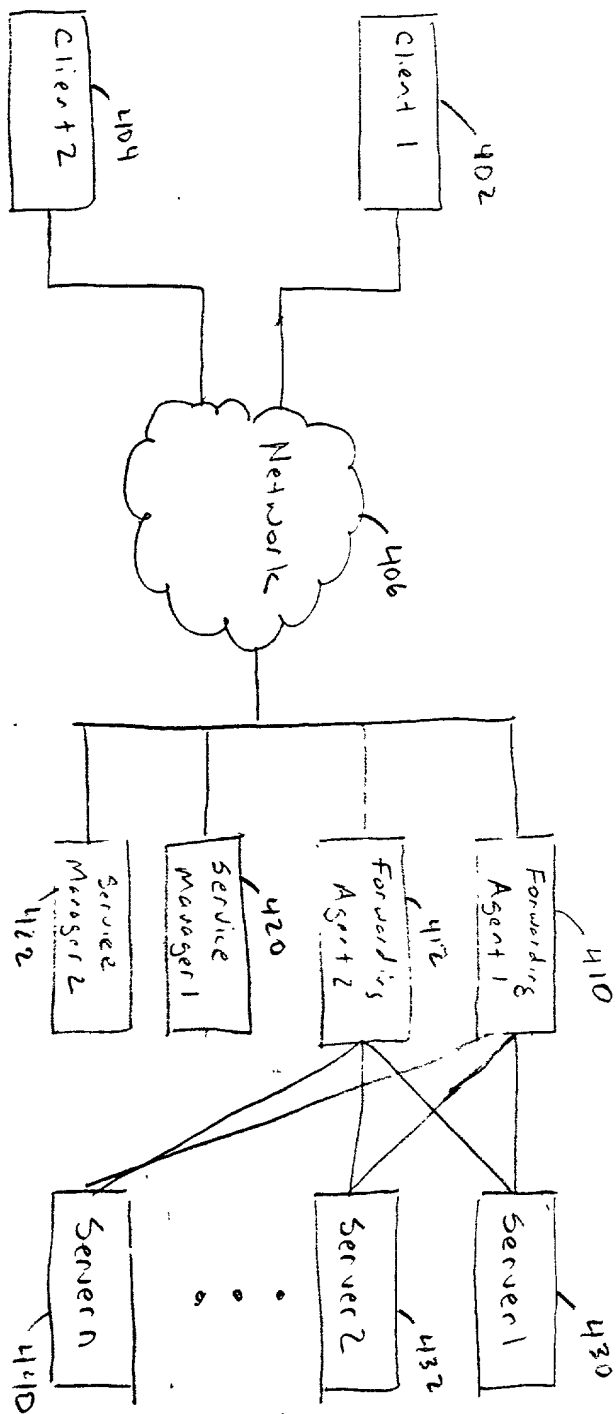 Client 1
402
Client 2
404
Network
406
Forwarding
Agent 1
410
Forwarding
Agent 2
412
Service
Manager 1
420
Service
Manager 2
422
Server 1
430
Server 2
432
Server n
440